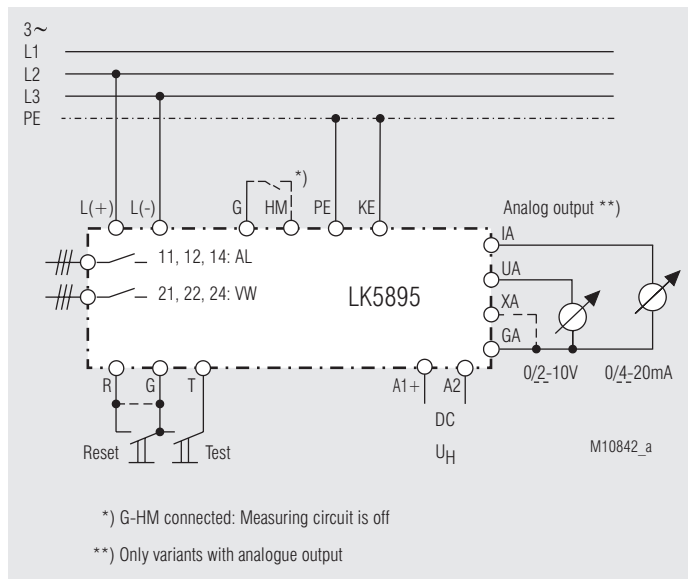 3~
L1
L2
L3
PE
L(+) L(-) G HM *) PE KE Analog output **)
IA
11, 12, 14: AL
UA
21, 22, 24: VW
LK5895
XA
GA
R G T A1+ A2 0/2-10V 0/4-20mA
DC
Reset Test
UH
M10842_a
*) G-HM connected: Measuring circuit is off
**) Only variants with analogue output